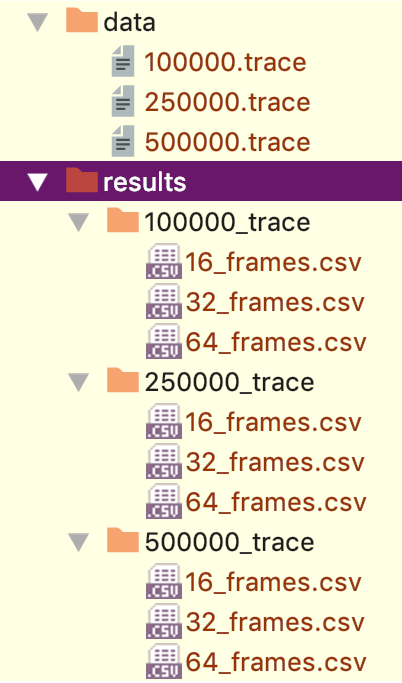 data
100000.trace
250000.trace
500000.trace
results
100000_trace
.CSV 16_frames.csv
.CSV 32_frames.csv
.CSV 64_frames.csv
250000_trace
.CSV 16_frames.csv
.CSV 32_frames.csv
.CSV 64_frames.csv
500000_trace
.CSV 16_frames.csv
.CSV 32_frames.csv
.CSV 64_frames.csv